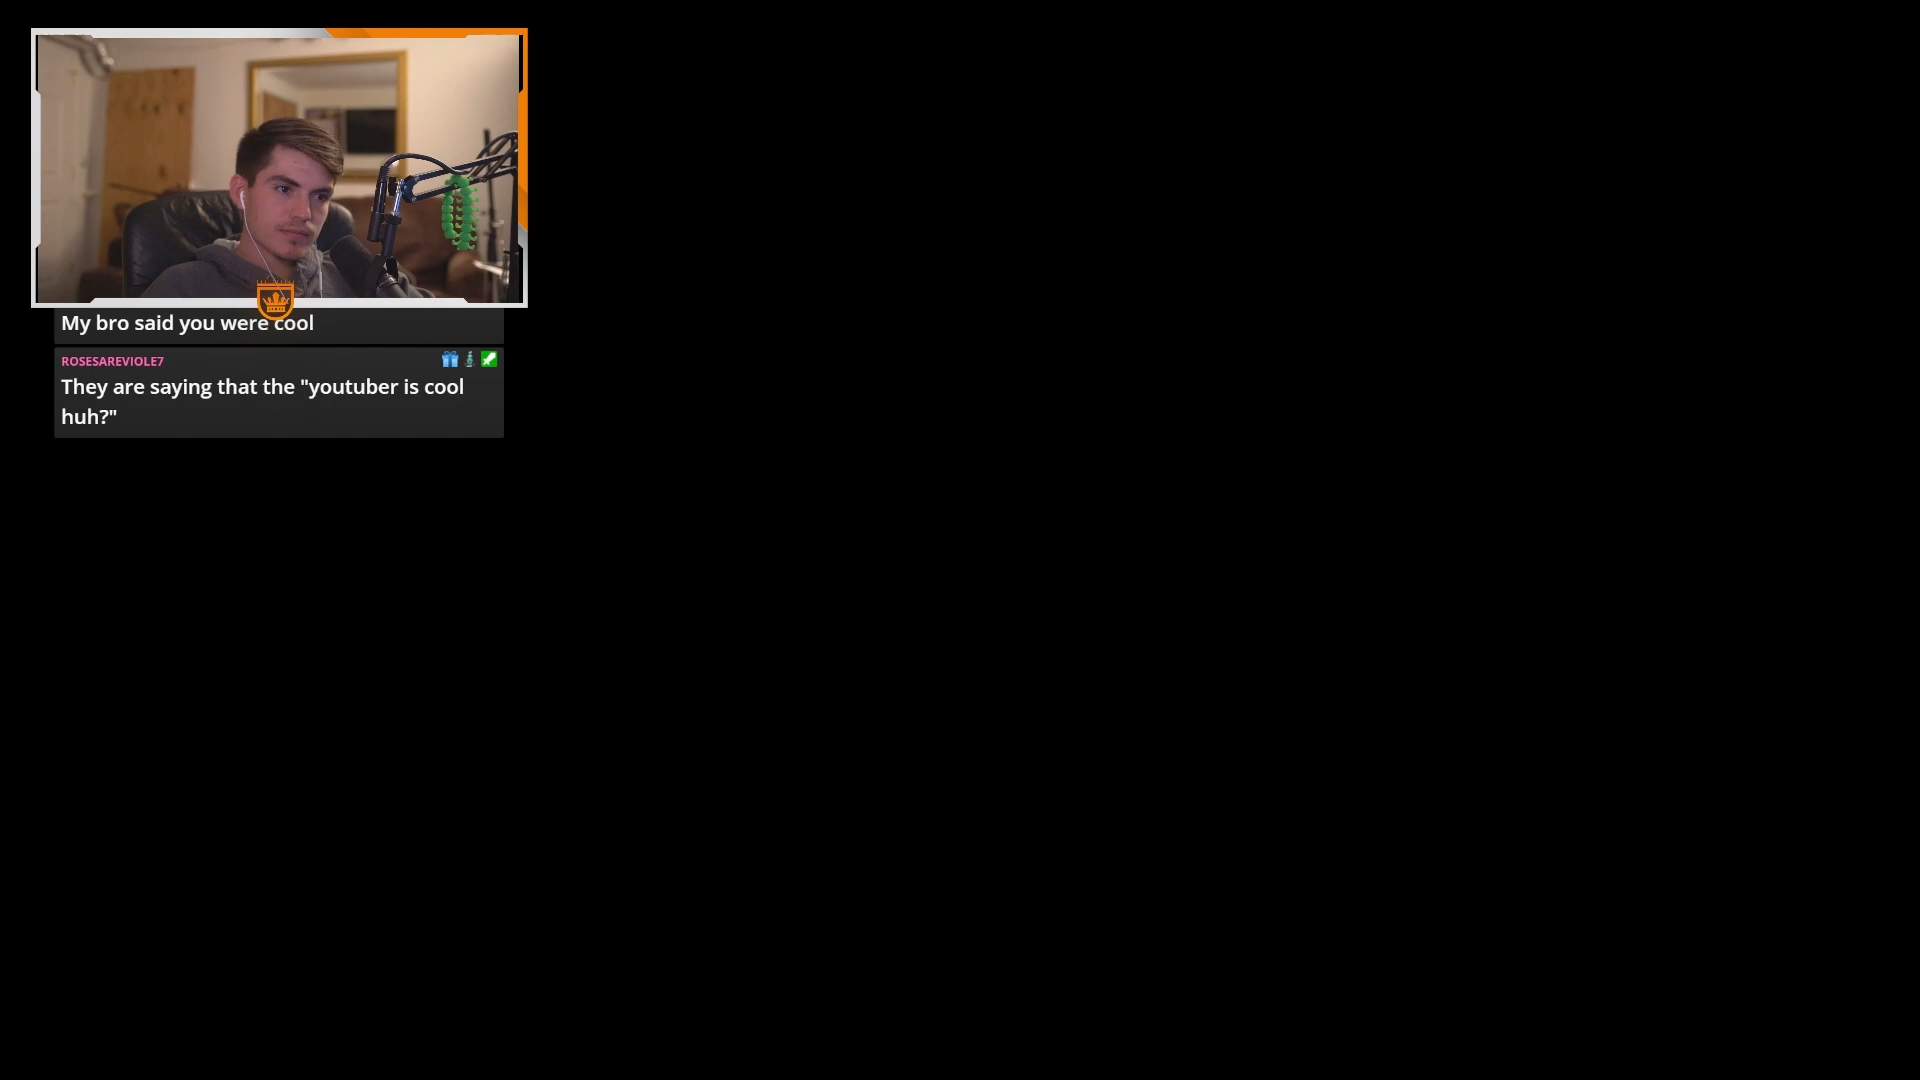 My bro said you were cool
ROSESAREVIOLE7
They are saying that the "youtuber is cool
huh?"